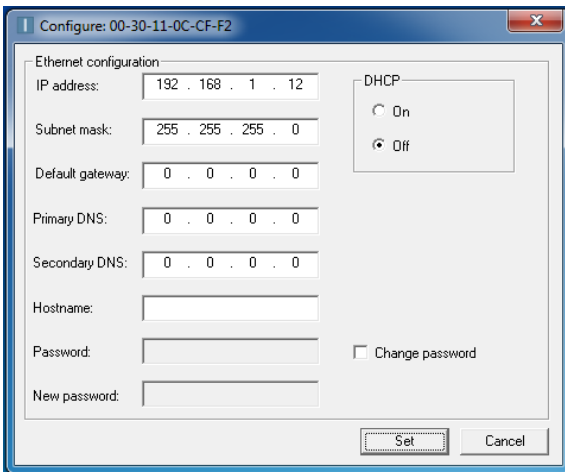 Configure: 00-30-11-0C-CF-F2
Ethernet configuration
IP address: 192 . 168 . 1 . 12
DHCP
On
Subnet mask: 255 . 255 . 255 . 0
Off
Default gateway: 0 . 0 . 0 . 0
Primary DNS: 0 . 0 . 0 . 0
Secondary DNS: 0 . 0 . 0 . 0
Hostname:
Password:
Change password
New password:
Set Cancel